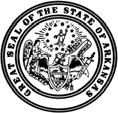 GREAT SEAL OF THE STATE OF ARKANSAS